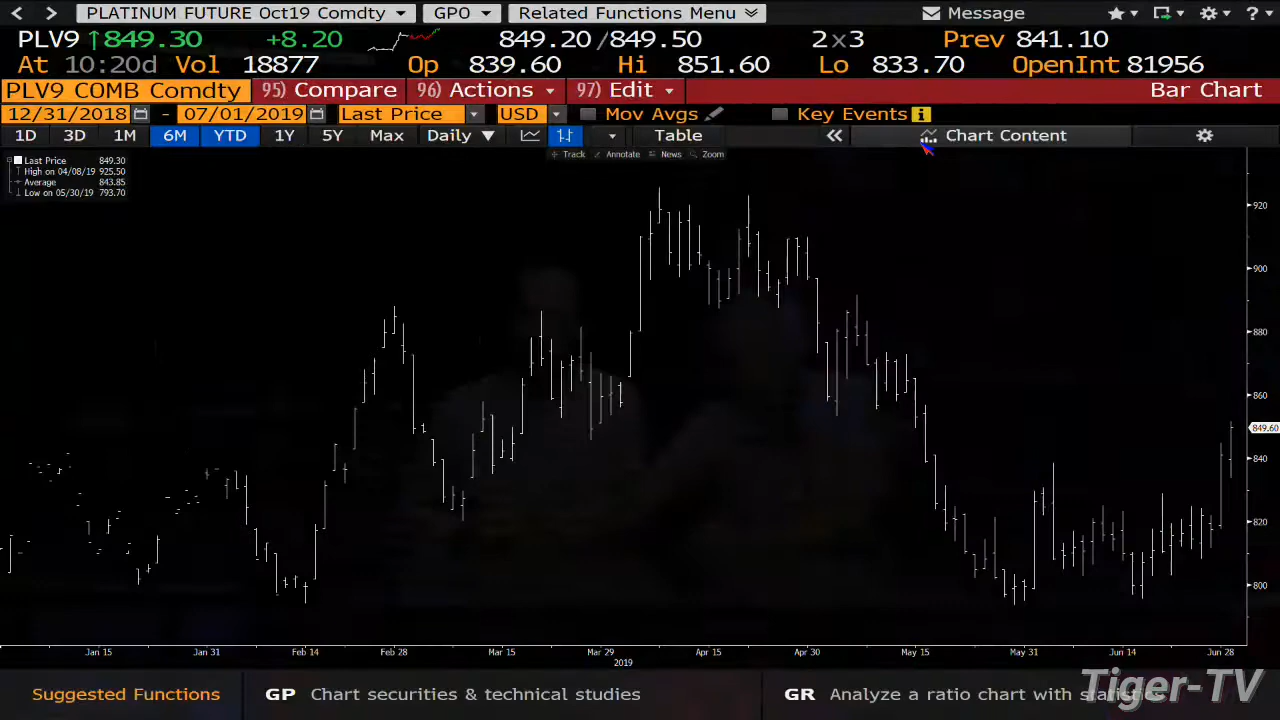 PLATINUM FUTURE Oct19 Comdty GPO Related Functions Menu Message
PLV9 ↑849.30 +8.20 849.20/849.50 2×3 Prev 841.10
At 10:20d Vol 18877 Op 839.60 Hi 851.60 Lo 833.70 OpenInt 81956
PLV9 COMB Comdty 95) Compare 96) Actions 97) Edit Bar Chart
12/31/2018 - 07/01/2019 Last Price USD Mov Avgs Key Events i
1D 3D 1M 6M YTD 1Y 5Y Max Daily ▼ Table « Chart Content
Track Annotate News Zoom
Last Price 849.30
High on 04/08/19 925.50
Average 843.85
Low on 05/30/19 793.70
920
900
880
860
849.60
840
820
800
Jan 15 Jan 31 Feb 14 Feb 28 Mar 15 Mar 29 Apr 15 Apr 30 May 15 May 31 Jun 14 Jun 28
2019
Suggested Functions GP Chart securities & technical studies GR Analyze a ratio chart with statistics
Tiger-TV